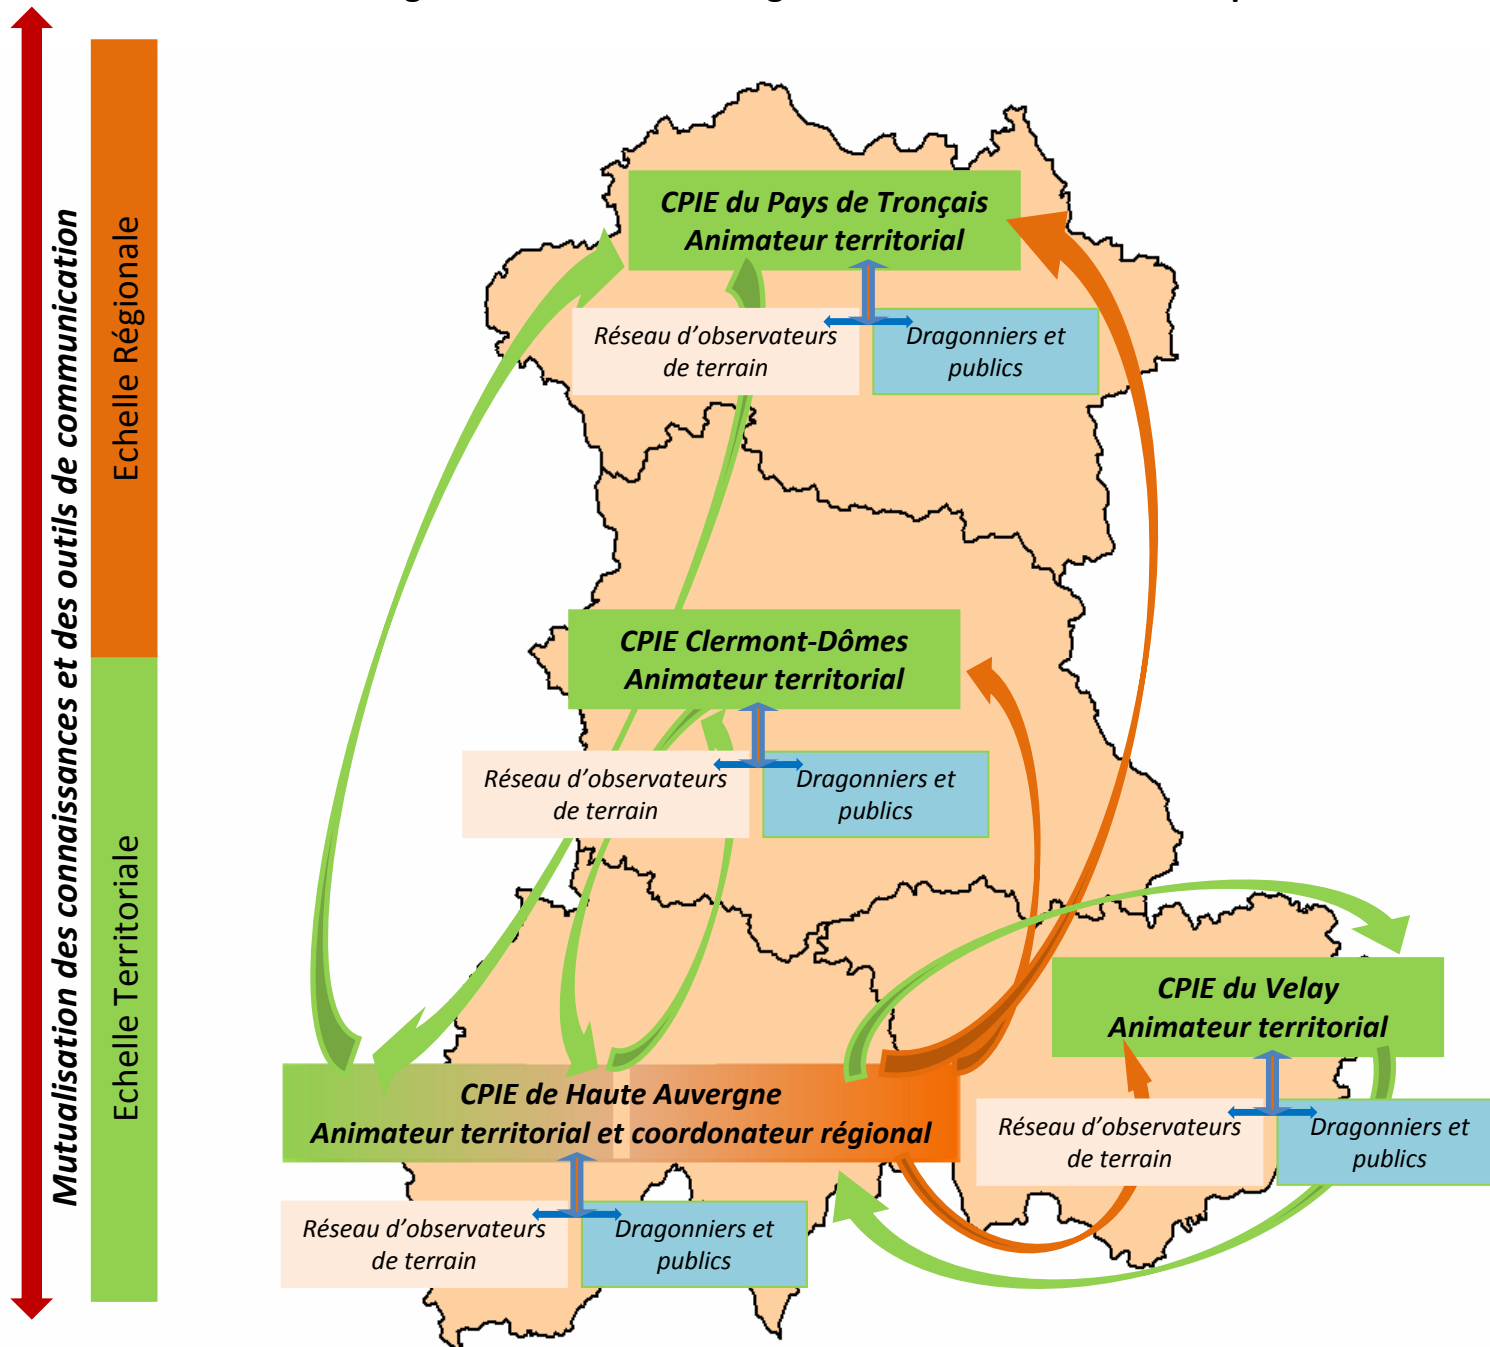 Mutualisation des connaissances et des outils de communication
Echelle Régionale
Echelle Territoriale
CPIE du Pays de Tronçais
Animateur territorial
Réseau d'observateurs
de terrain
Dragonniers et
publics
CPIE Clermont-Dômes
Animateur territorial
Réseau d'observateurs
de terrain
Dragonniers et
publics
CPIE du Velay
Animateur territorial
Réseau d'observateurs
de terrain
Dragonniers et
publics
CPIE de Haute Auvergne
Animateur territorial et coordonateur régional
Réseau d'observateurs
de terrain
Dragonniers et
publics